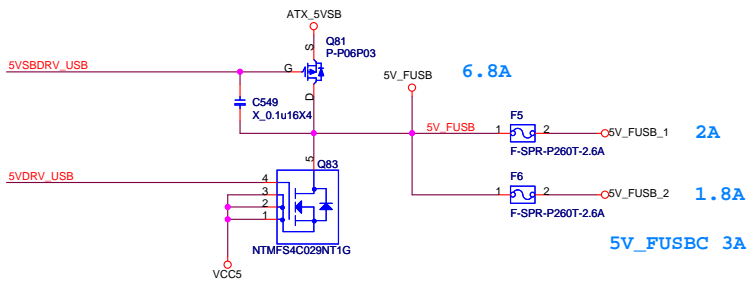 ATX_5VSB
Q81
P-P06P03
S
G
D
5VSBDRV_USB
C549
X_0.1u16X4
5V_FUSB
6.8A
F5
5V_FUSB
1
2
5V_FUSB_1
2A
F-SPR-P260T-2.6A
5
Q83
5VDRV_USB
4
3
2
1
F6
1
2
5V_FUSB_2
1.8A
F-SPR-P260T-2.6A
NTMFS4C029NT1G
5V_FUSBC 3A
VCC5